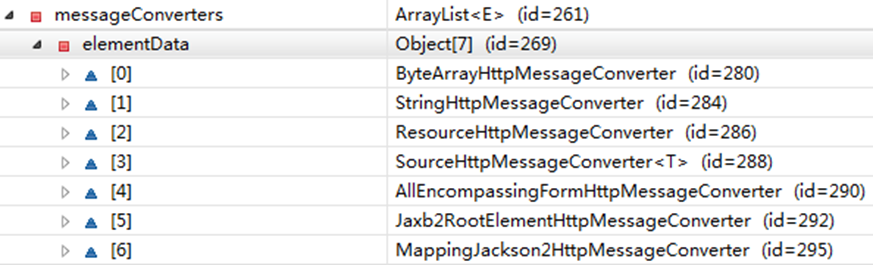 messageConverters ArrayList<E> (id=261)
elementData Object[7] (id=269)
[0] ByteArrayHttpMessageConverter (id=280)
[1] StringHttpMessageConverter (id=284)
[2] ResourceHttpMessageConverter (id=286)
[3] SourceHttpMessageConverter<T> (id=288)
[4] AllEncompassingFormHttpMessageConverter (id=290)
[5] Jaxb2RootElementHttpMessageConverter (id=292)
[6] MappingJackson2HttpMessageConverter (id=295)